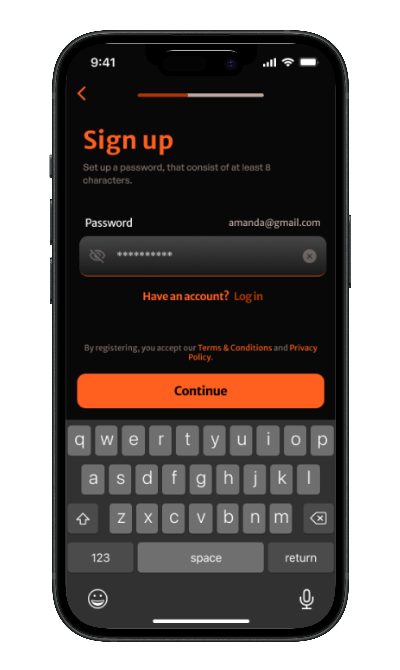 9:41
Sign up
Set up a password, that consist of at least 8
characters.
Password amanda@gmail.com
**********
Have an account? Log in
By registering, you accept our Terms & Conditions and Privacy
Policy.
Continue
q w e r t y u i o p
a s d f g h j k l
z x c v b n m
123 space return